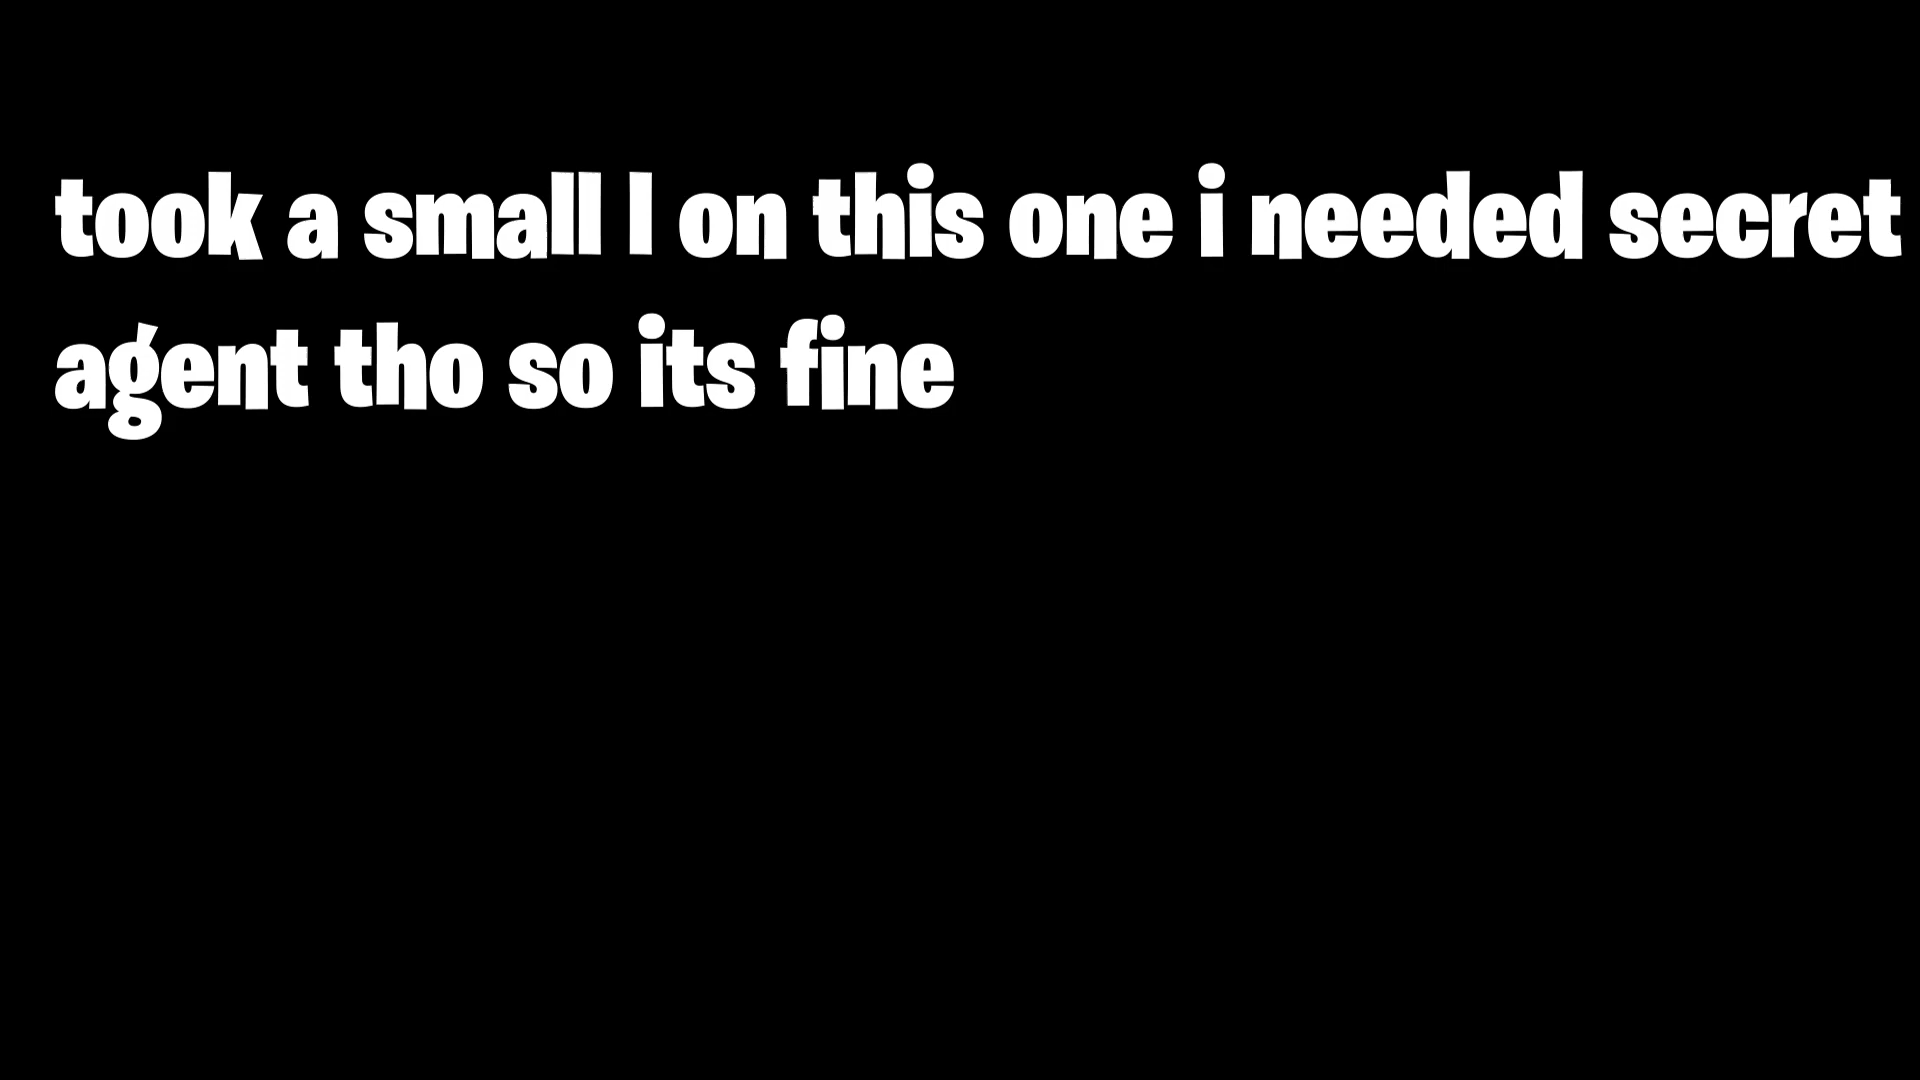 took a small l on this one i needed secret
agent tho so its fine